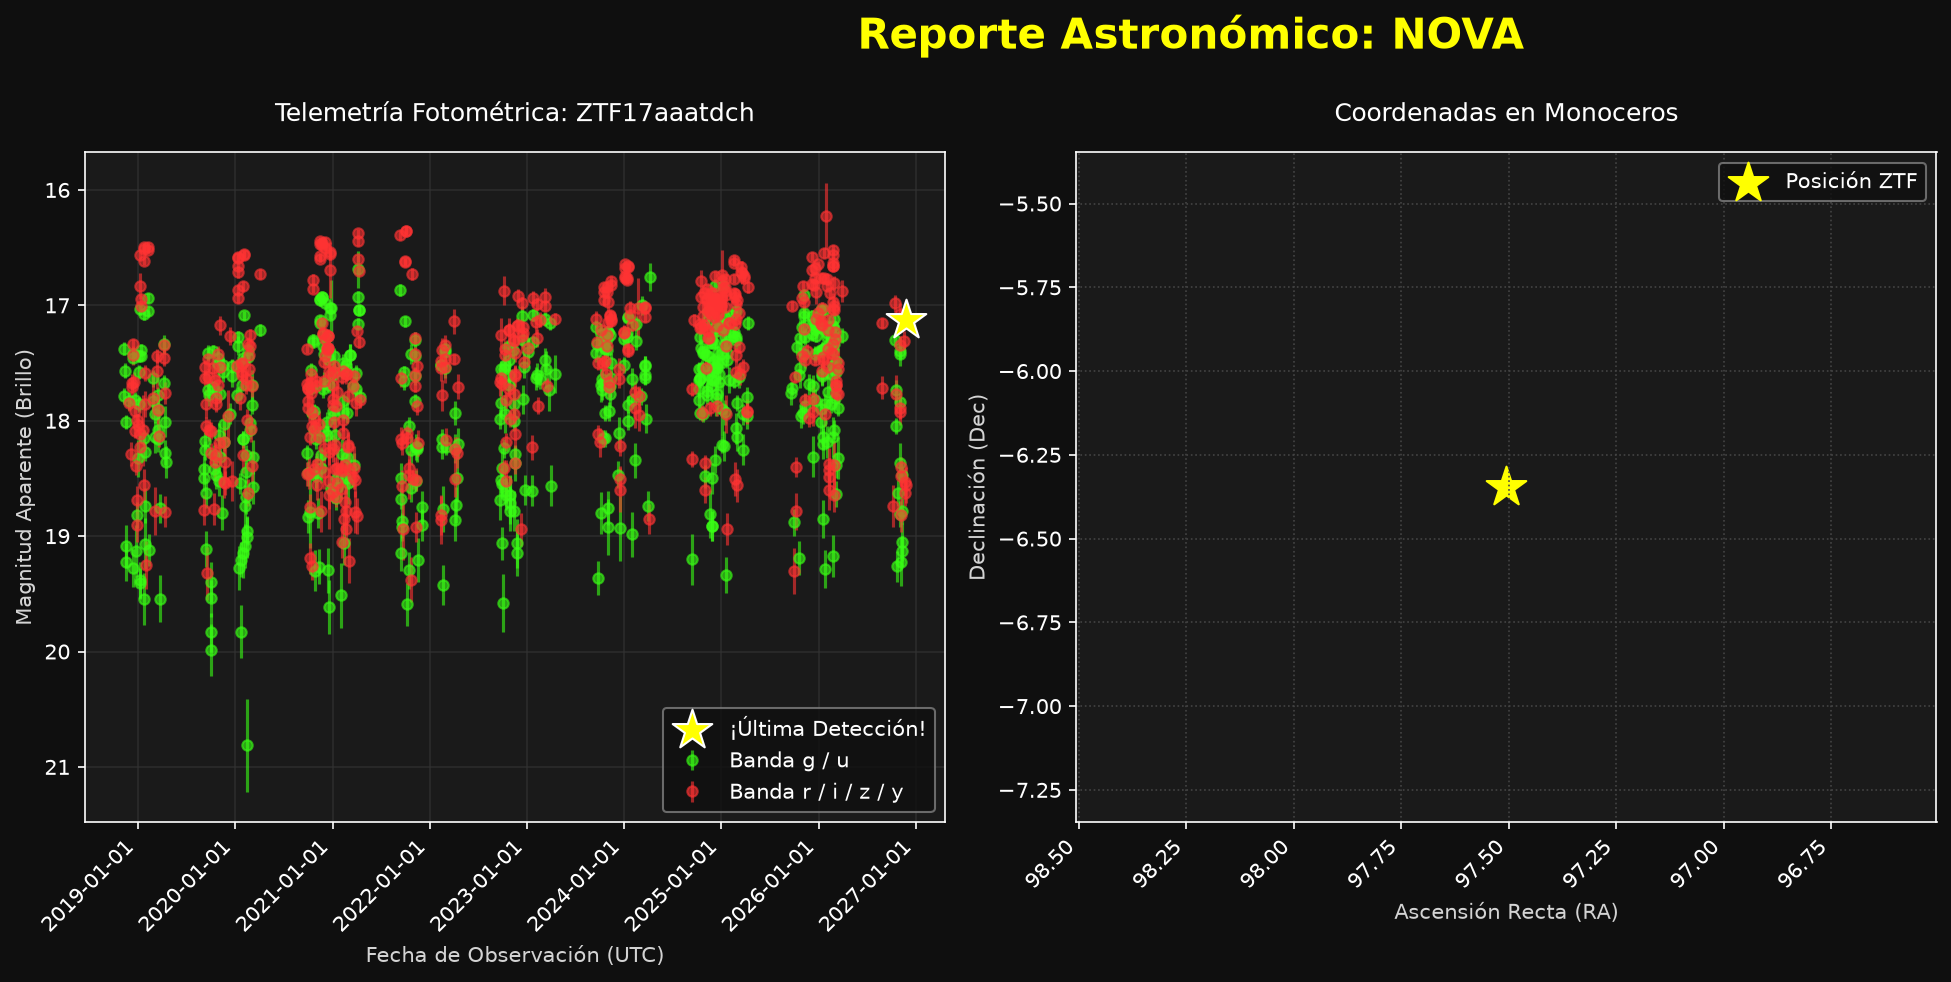 Reporte Astronómico: NOVA
Telemetría Fotométrica: ZTF17aaatdch
Magnitud Aparente (Brillo)
16
17
18
19
20
21
¡Última Detección!
Banda g / u
Banda r / i / z / y
2019-01-01
2020-01-01
2021-01-01
2022-01-01
2023-01-01
2024-01-01
2025-01-01
2026-01-01
2027-01-01
Fecha de Observación (UTC)
Coordenadas en Monoceros
Declinación (Dec)
−5.50
−5.75
−6.00
−6.25
−6.50
−6.75
−7.00
−7.25
Posición ZTF
98.50
98.25
98.00
97.75
97.50
97.25
97.00
96.75
Ascensión Recta (RA)